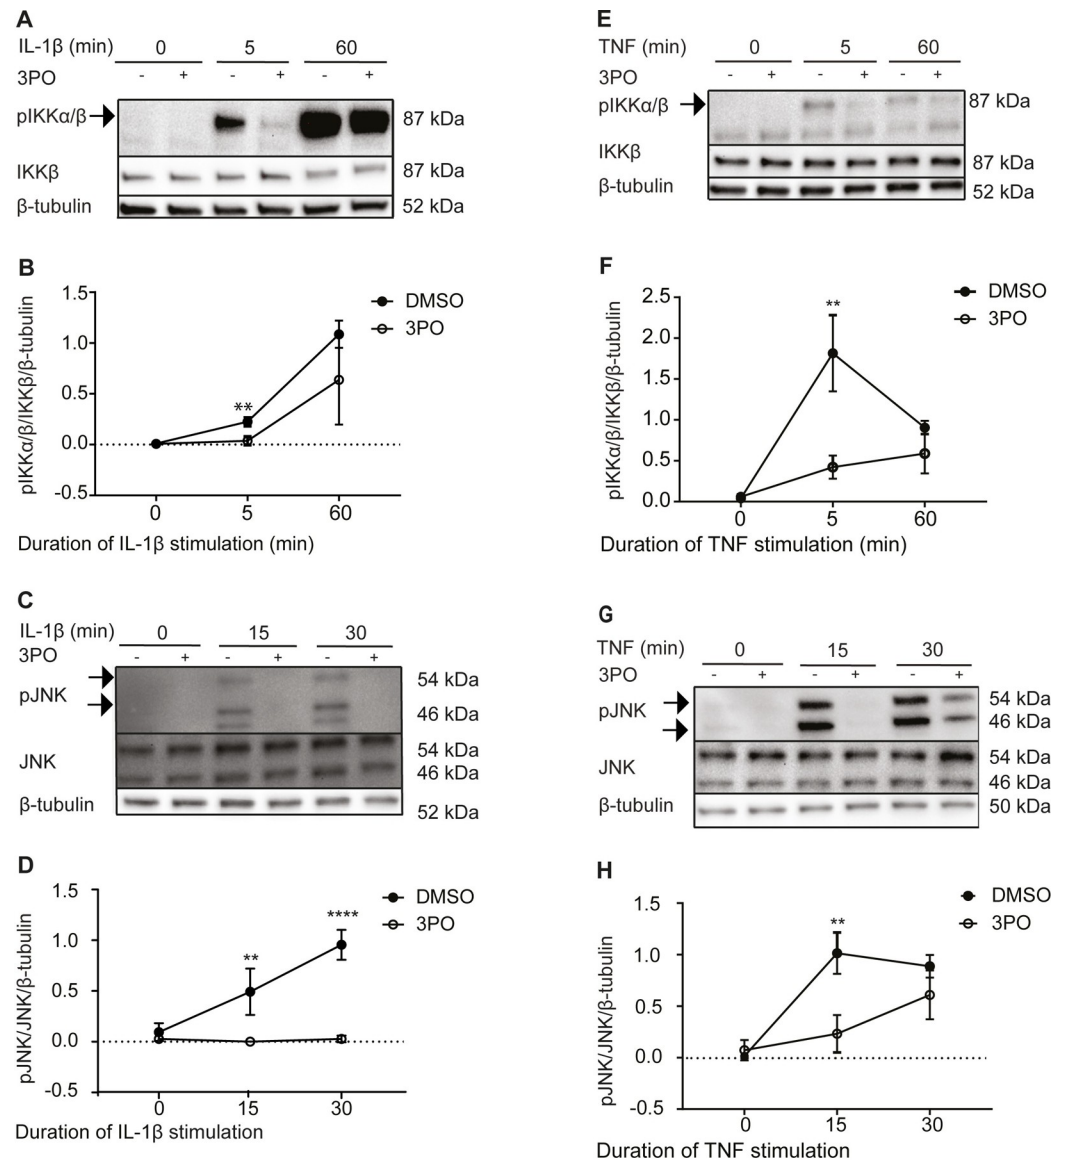 A
IL-1β (min) 0 5 60
3PO - + - + - +
pIKKα/β 87 kDa
IKKβ 87 kDa
β-tubulin 52 kDa
B
pIKKα/β/IKKβ/β-tubulin
1.5
1.0
0.5
0.0
-0.5
0 5 60
Duration of IL-1β stimulation (min)
**
DMSO
3PO
C
IL-1β (min) 0 15 30
3PO - + - + - +
pJNK
54 kDa
46 kDa
JNK
54 kDa
46 kDa
β-tubulin 52 kDa
D
pJNK/JNK/β-tubulin
1.5
1.0
0.5
0.0
-0.5
0 15 30
Duration of IL-1β stimulation
**
****
DMSO
3PO
E
TNF (min) 0 5 60
3PO - + - + - +
pIKKα/β 87 kDa
IKKβ 87 kDa
β-tubulin 52 kDa
F
pIKKα/β/IKKβ/β-tubulin
2.5
2.0
1.5
1.0
0.5
0.0
0 5 60
Duration of TNF stimulation (min)
**
DMSO
3PO
G
TNF (min) 0 15 30
3PO - + - + - +
pJNK
54 kDa
46 kDa
JNK
54 kDa
46 kDa
β-tubulin 50 kDa
H
pJNK/JNK/β-tubulin
1.5
1.0
0.5
0.0
-0.5
0 15 30
Duration of TNF stimulation
**
DMSO
3PO